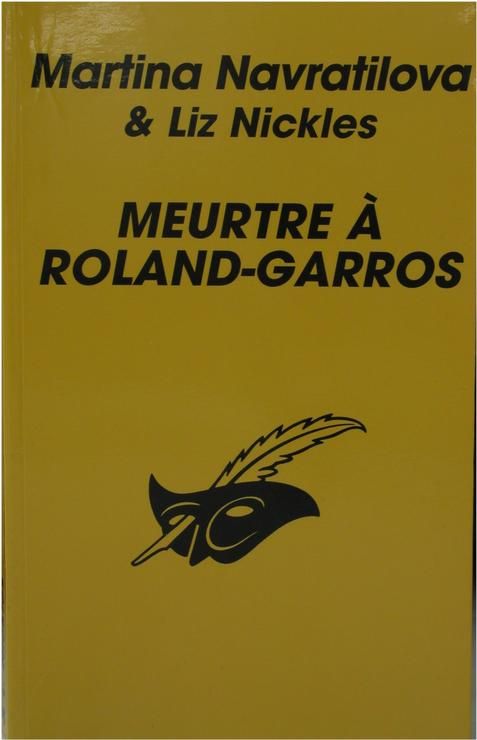 Martina Navratilova
& Liz Nickles
MEURTRE À
ROLAND-GARROS